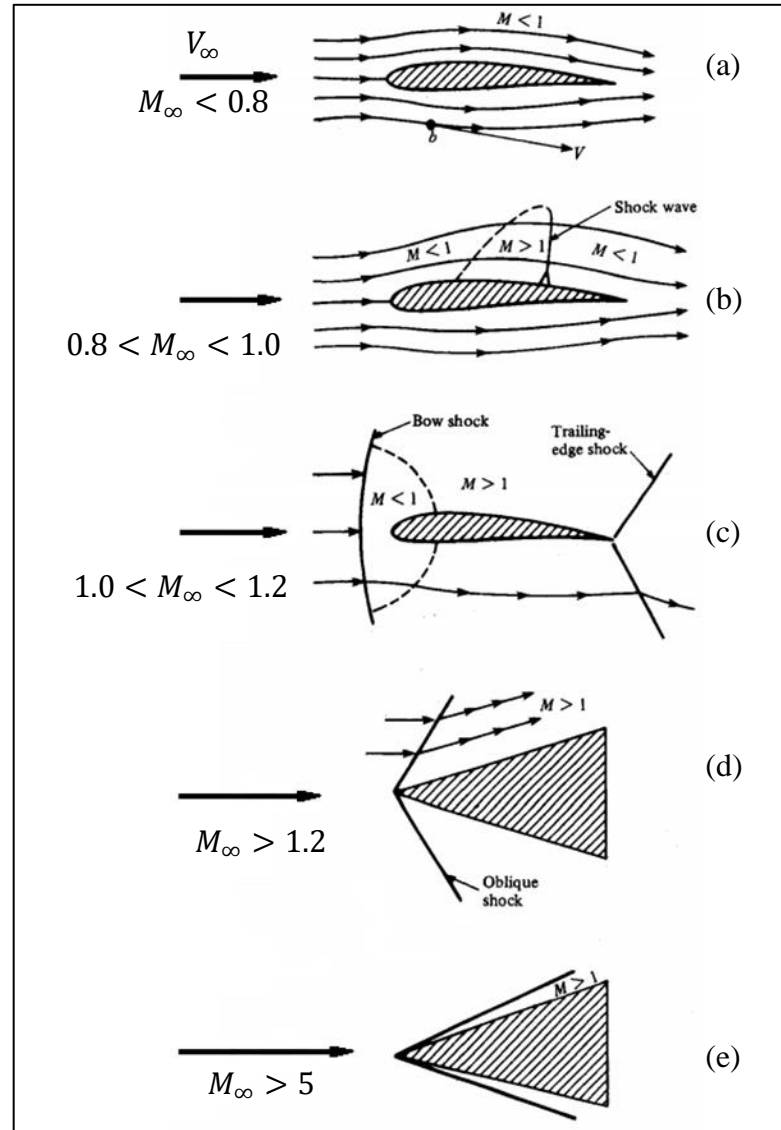 M < 1
V∞
(a)
M∞ < 0.8
b
V
Shock wave
M < 1
M > 1
M < 1
(b)
0.8 < M∞ < 1.0
Bow shock
Trailing-
edge shock
M > 1
M < 1
(c)
1.0 < M∞ < 1.2
M > 1
(d)
M∞ > 1.2
Oblique
shock
M > 1
(e)
M∞ > 5